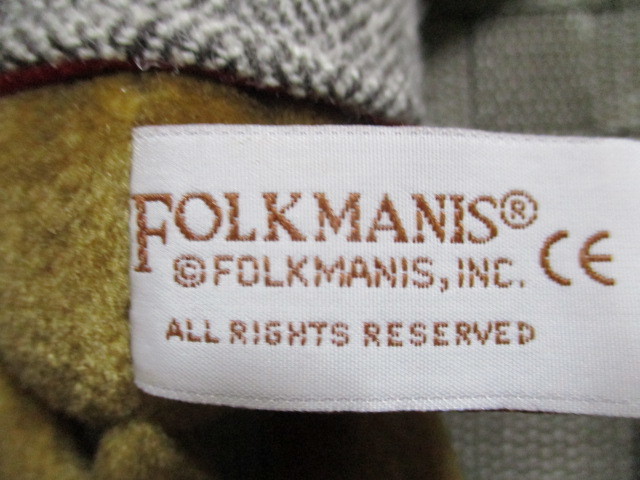 FOLKMANIS®
©FOLKMANIS, INC. CE
ALL RIGHTS RESERVED